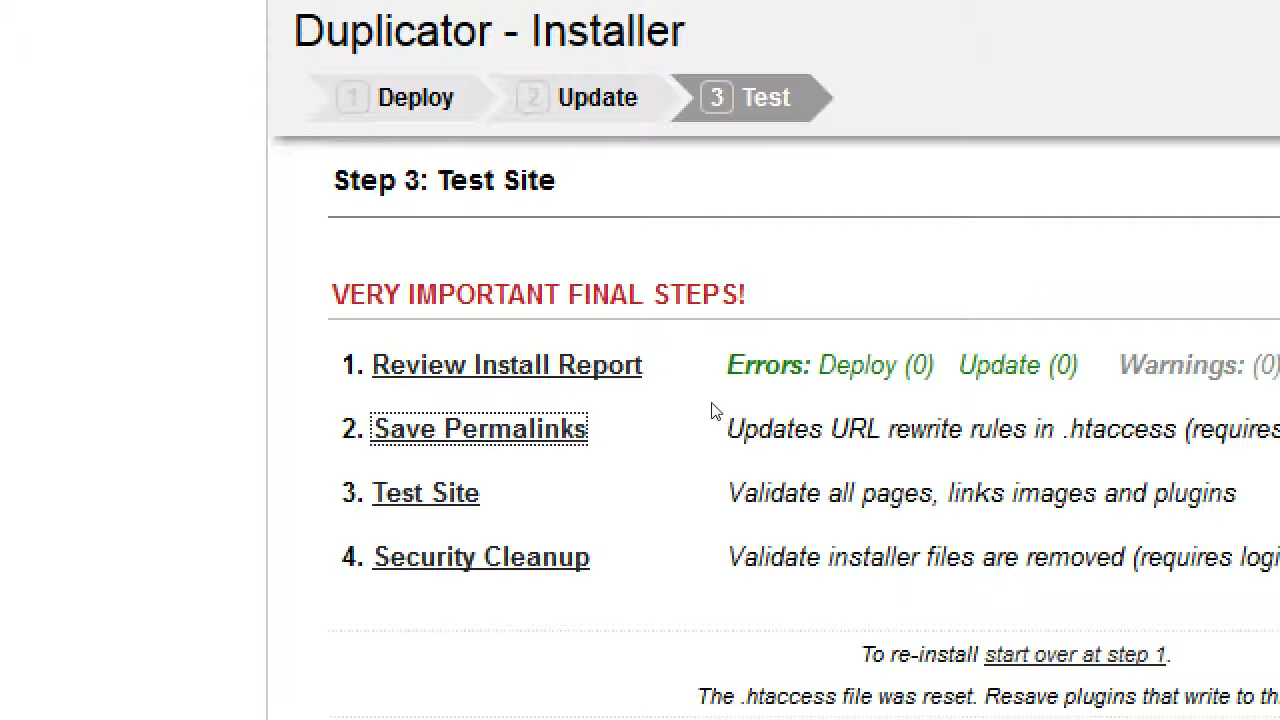 Duplicator - Installer
1 Deploy 2 Update 3 Test
Step 3: Test Site
VERY IMPORTANT FINAL STEPS!
1. Review Install Report Errors: Deploy (0) Update (0) Warnings: (0)
2. Save Permalinks Updates URL rewrite rules in .htaccess (requires
3. Test Site Validate all pages, links images and plugins
4. Security Cleanup Validate installer files are removed (requires logi
To re-install start over at step 1.
The .htaccess file was reset. Resave plugins that write to th